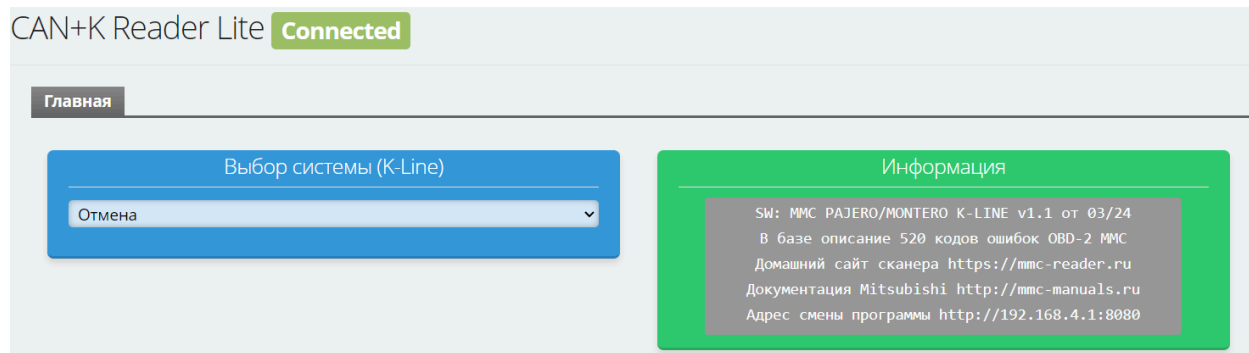 CAN+K Reader Lite Connected
Главная
Выбор системы (K-Line)
Отмена
Информация
SW: MMC PAJERO/MONTERO K-LINE v1.1 от 03/24
В базе описание 520 кодов ошибок OBD-2 MMC
Домашний сайт сканера https://mmc-reader.ru
Документация Mitsubishi http://mmc-manuals.ru
Адрес смены программы http://192.168.4.1:8080